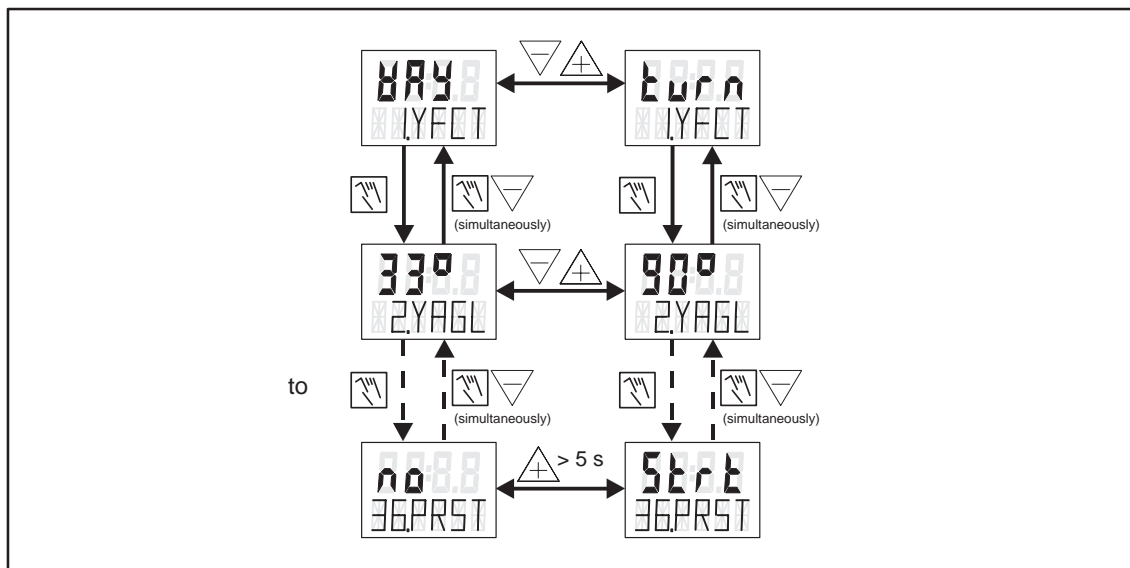 WAY
1.YFCT
turn
1.YFCT
(simultaneously)
(simultaneously)
33°
2.YAGL
90°
2.YAGL
to
(simultaneously)
(simultaneously)
no
36.PRST
> 5 s
Strt
36.PRST